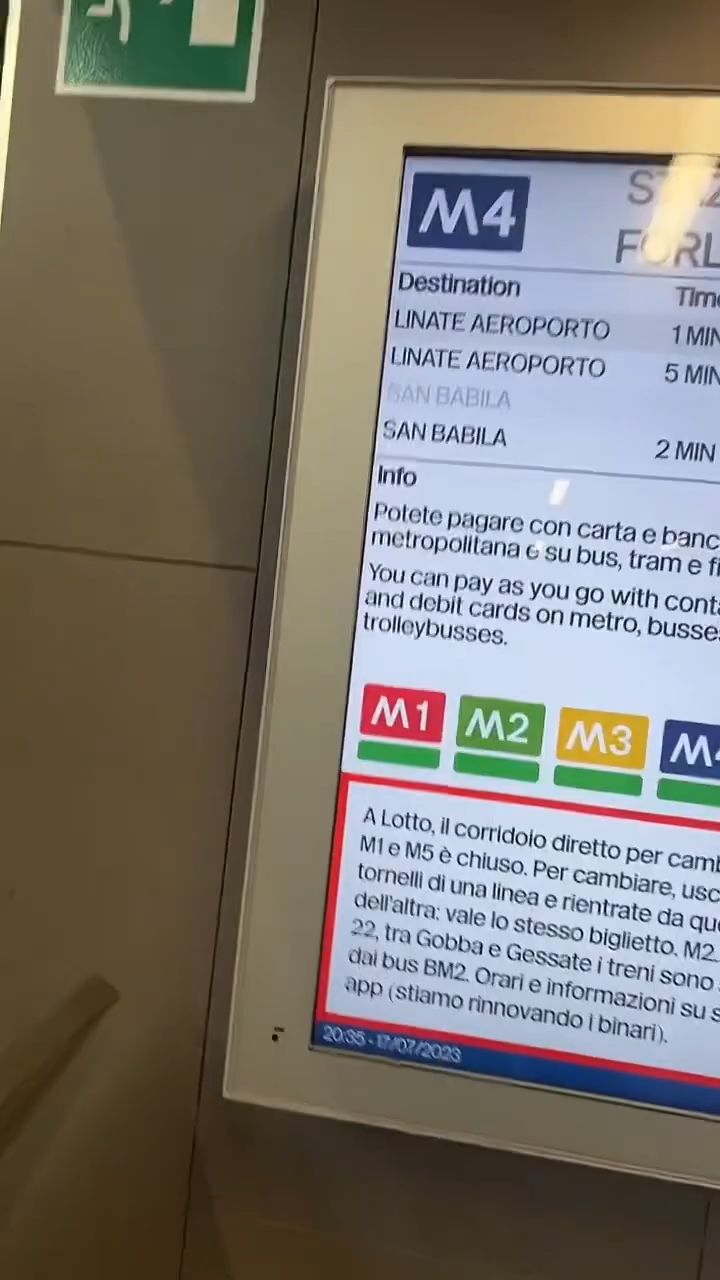 M4
Destination
LINATE AEROPORTO 1 MIN
LINATE AEROPORTO 5 MIN
SAN BABILA
SAN BABILA 2 MIN
Info
Potete pagare con carta e banc
metropolitana e su bus, tram e fi
You can pay as you go with cont
and debit cards on metro, busse
trolleybusses.
M1 M2 M3
A Lotto, il corridoio diretto per camb
M1 e M5 è chiuso. Per cambiare, usc
tornelli di una linea e rientrate da qu
dell'altra: vale lo stesso biglietto. M2.
22, tra Gobba e Gessate i treni sono
dai bus BM2. Orari e informazioni su s
app (stiamo rinnovando i binari).
20:35 - 17/07/2023